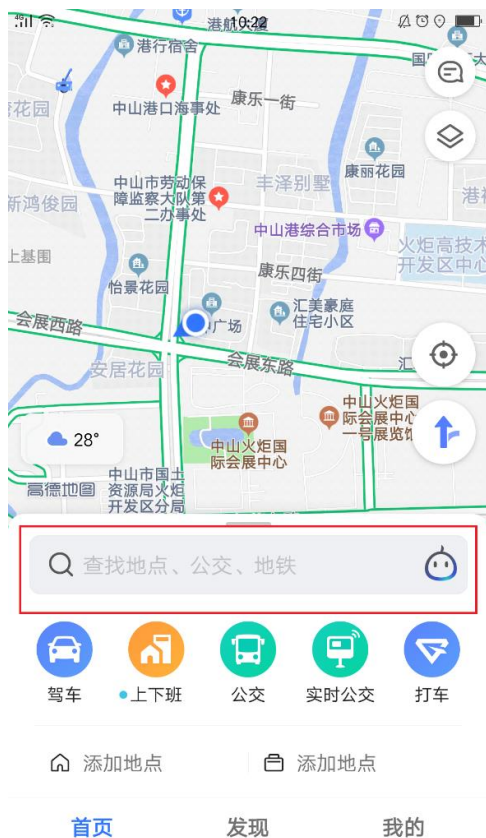 4G
10:22
港行宿舍
中山港口海事处
康乐一街
花园
康丽花园
中山市劳动保
障监察大队第
二办事处
丰泽别墅
新鸿俊园
中山港综合市场
火炬高技术
开发区中心
上基围
康乐四街
怡景花园
汇美豪庭
住宅小区
广场
会展西路
会展东路
安居花园
汇
中山火炬国
际会展中心
一号展览馆
28°
中山火炬国
际会展中心
高德地图
中山市国土
资源局火炬
开发区分局
查找地点、公交、地铁
驾车
上下班
公交
实时公交
打车
添加地点
添加地点
首页
发现
我的